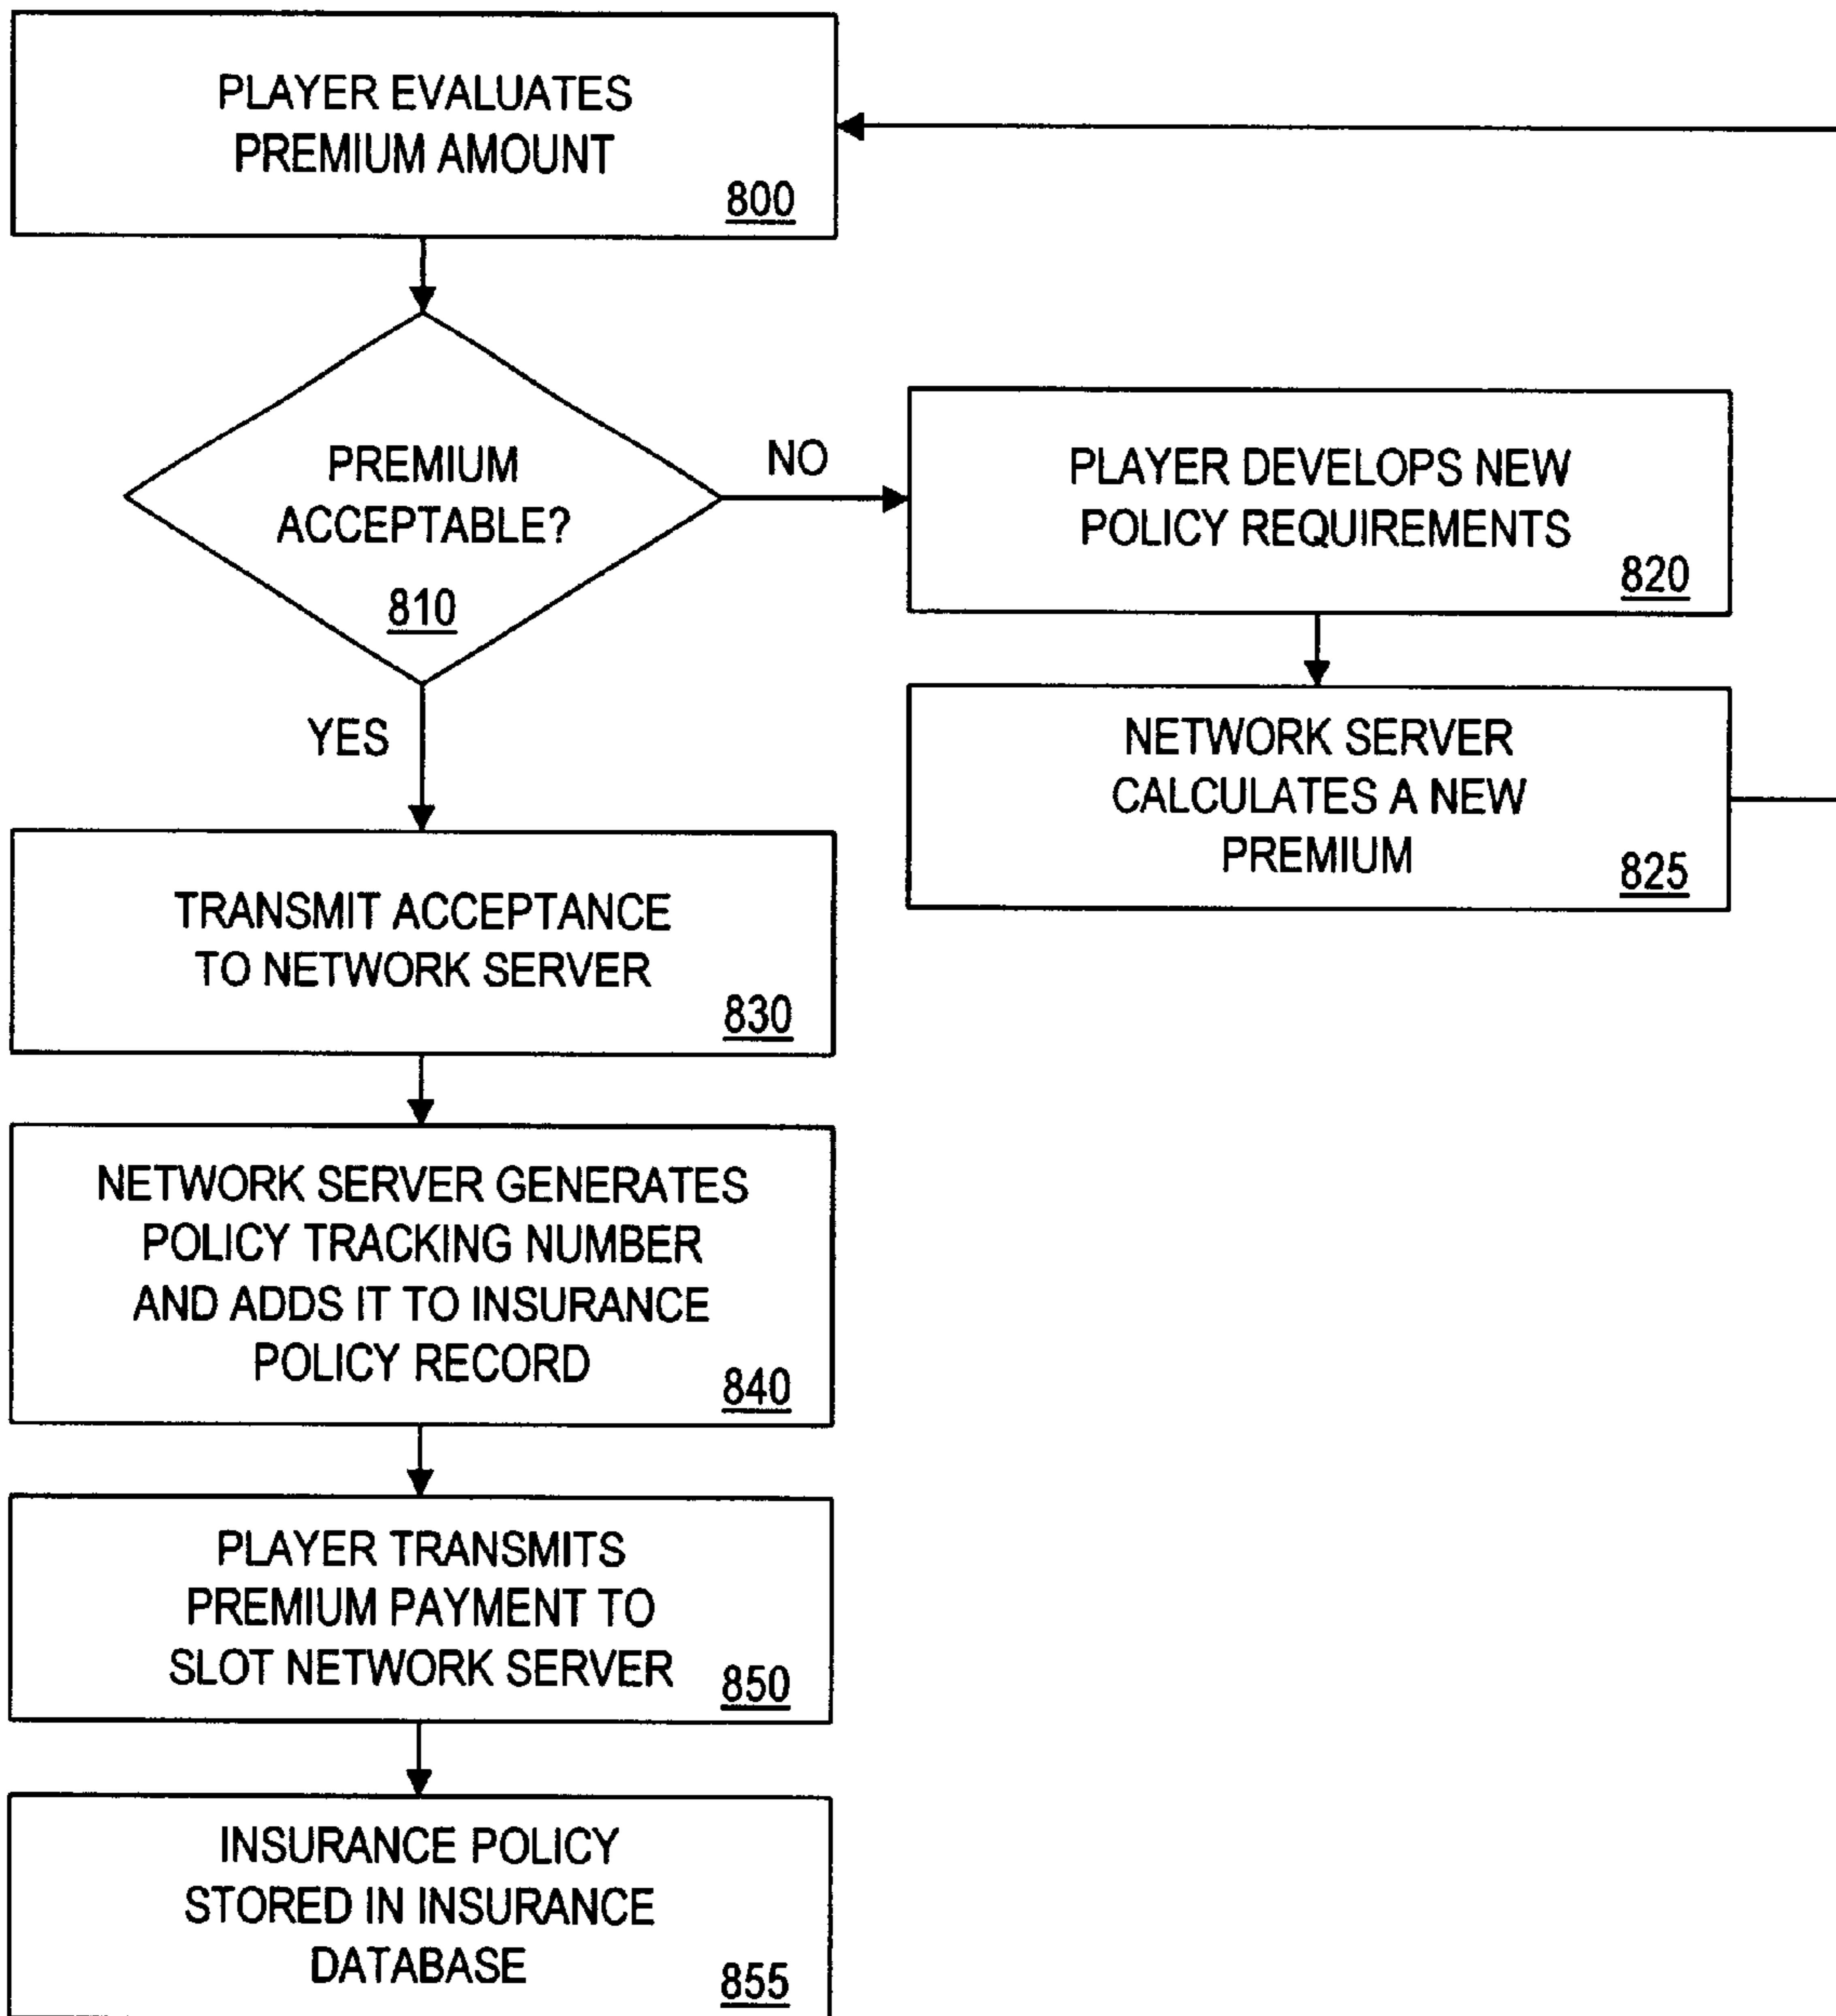 PLAYER EVALUATES
PREMIUM AMOUNT
800
PREMIUM
ACCEPTABLE?
810
NO
PLAYER DEVELOPS NEW
POLICY REQUIREMENTS
820
NETWORK SERVER
CALCULATES A NEW
PREMIUM
825
YES
TRANSMIT ACCEPTANCE
TO NETWORK SERVER
830
NETWORK SERVER GENERATES
POLICY TRACKING NUMBER
AND ADDS IT TO INSURANCE
POLICY RECORD
840
PLAYER TRANSMITS
PREMIUM PAYMENT TO
SLOT NETWORK SERVER
850
INSURANCE POLICY
STORED IN INSURANCE
DATABASE
855